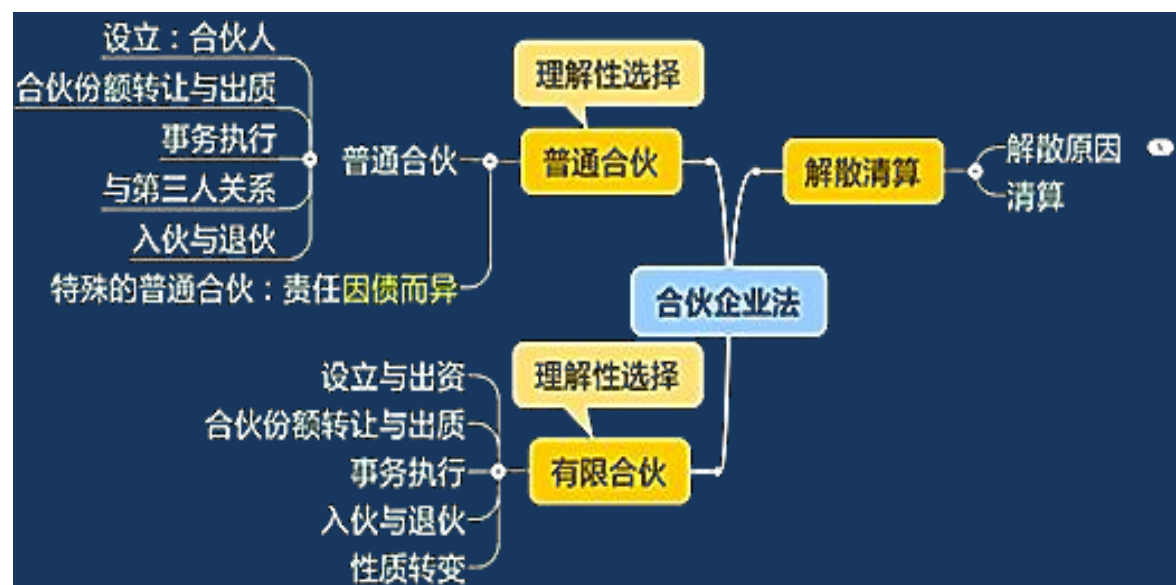 设立：合伙人
合伙份额转让与出质
事务执行
与第三人关系
入伙与退伙
普通合伙
特殊的普通合伙：责任因债而异
理解性选择
普通合伙
解散清算
解散原因
清算
合伙企业法
设立与出资
合伙份额转让与出质
事务执行
入伙与退伙
性质转变
理解性选择
有限合伙